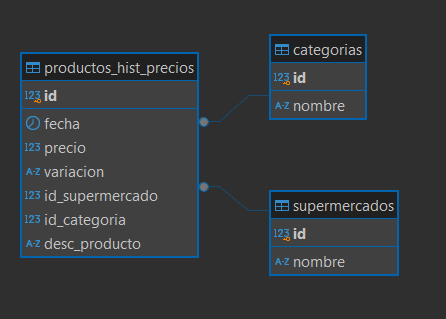 productos_hist_precios
123 id
fecha
123 precio
A-Z variacion
123 id_supermercado
123 id_categoria
A-Z desc_producto
categorias
123 id
A-Z nombre
supermercados
123 id
A-Z nombre